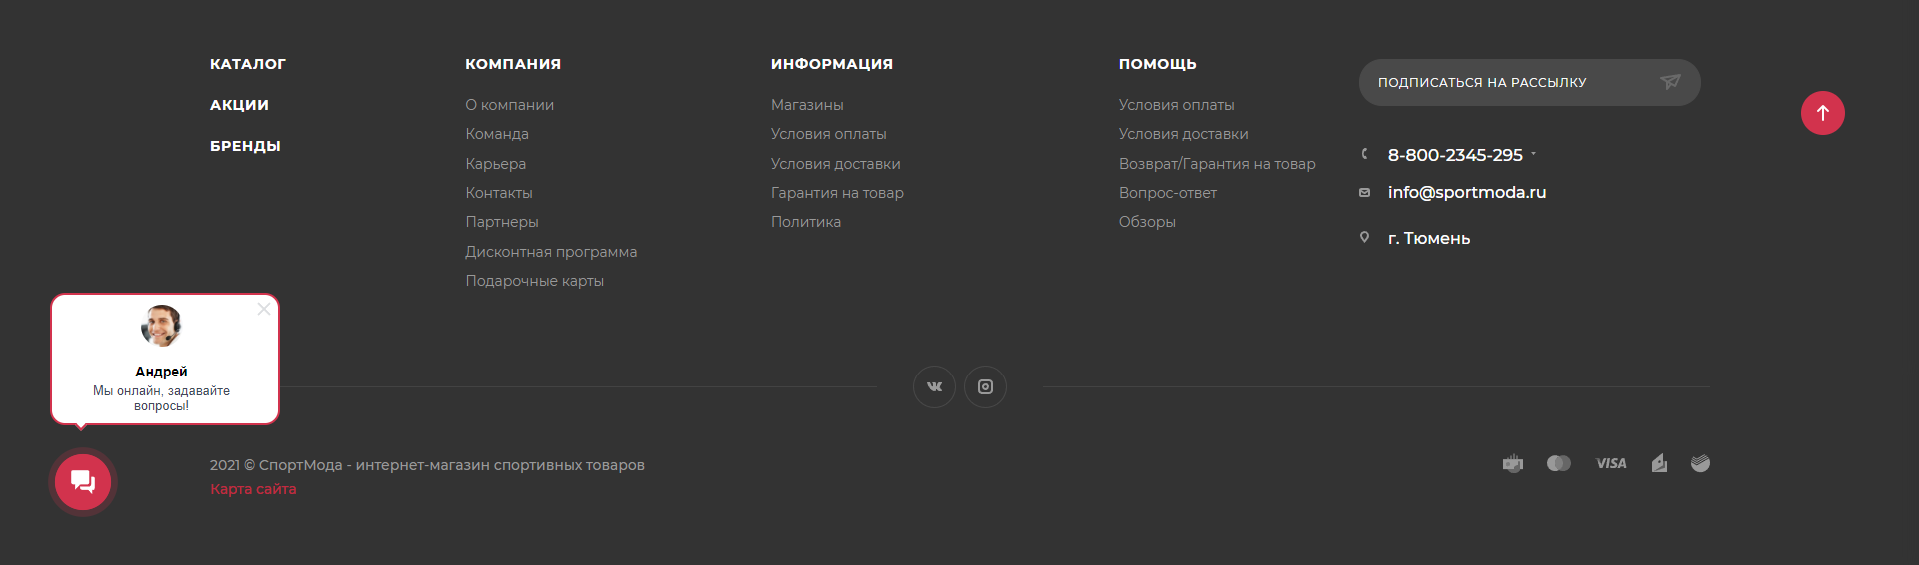 КАТАЛОГ
АКЦИИ
БРЕНДЫ
КОМПАНИЯ
О компании
Команда
Карьера
Контакты
Партнеры
Дисконтная программа
Подарочные карты
ИНФОРМАЦИЯ
Магазины
Условия оплаты
Условия доставки
Гарантия на товар
Политика
ПОМОЩЬ
Условия оплаты
Условия доставки
Возврат/Гарантия на товар
Вопрос-ответ
Обзоры
ПОДПИСАТЬСЯ НА РАССЫЛКУ
8-800-2345-295
info@sportmoda.ru
г. Тюмень
Андрей
Мы онлайн, задавайте
вопросы!
2021 © СпортМода - интернет-магазин спортивных товаров
Карта сайта
VISA